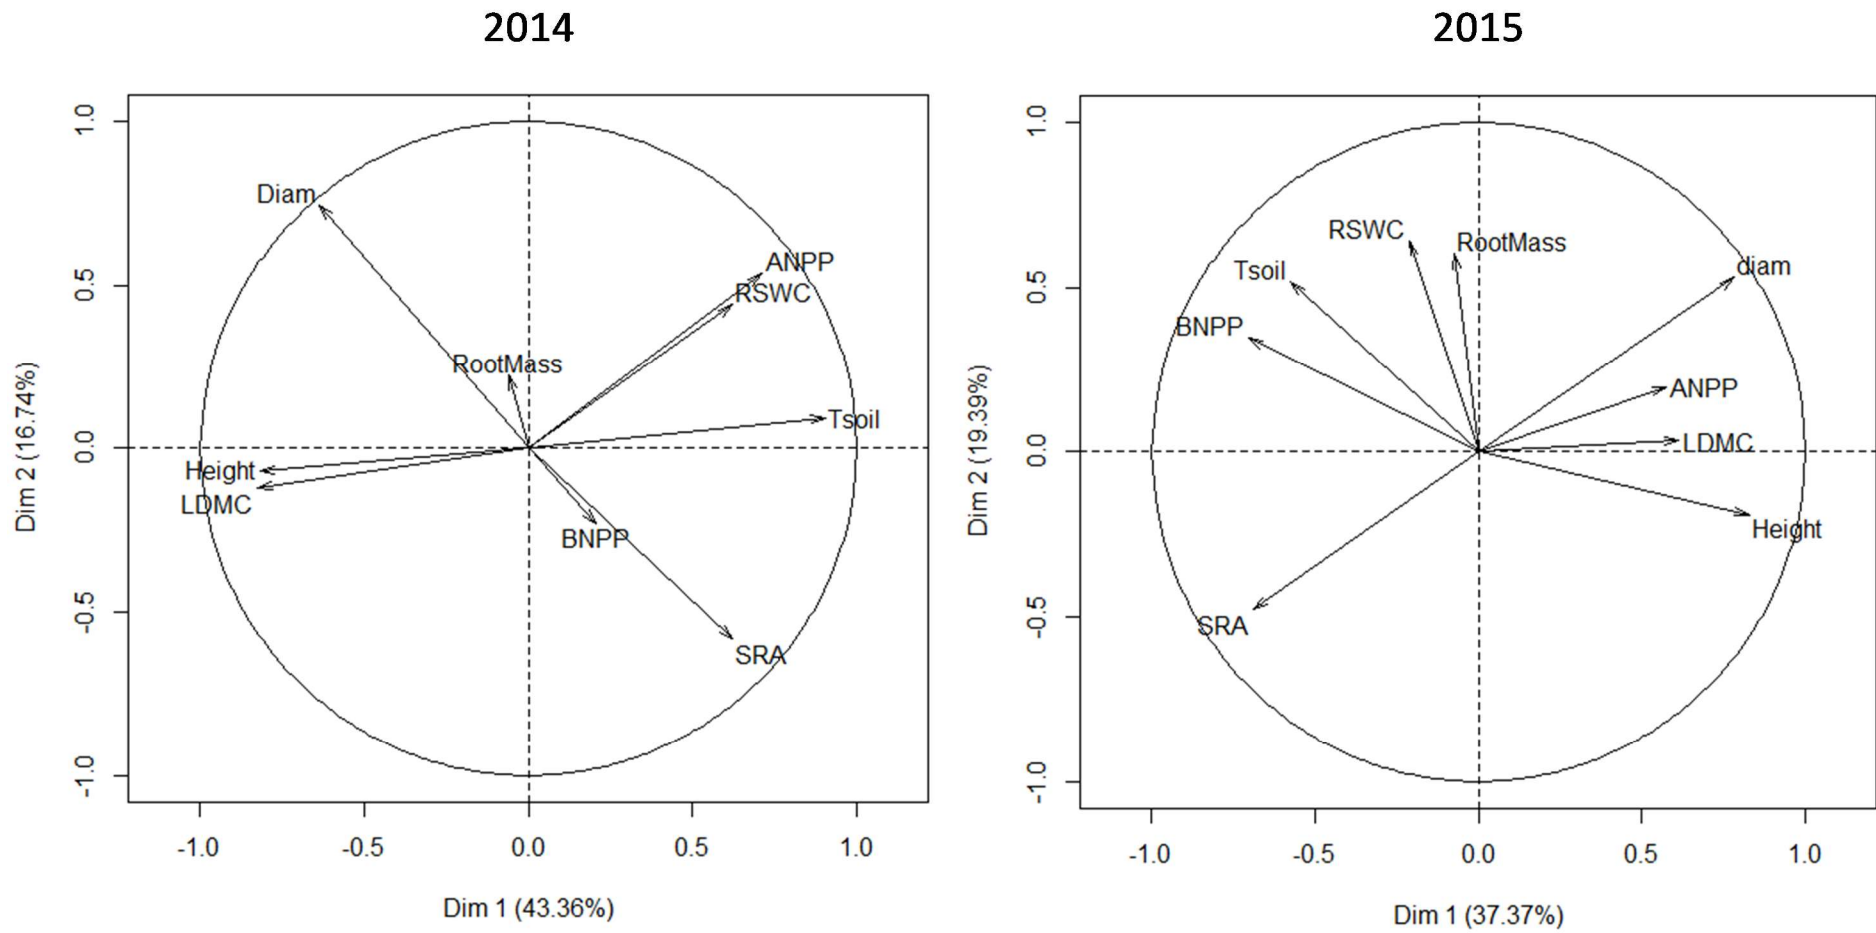 2014
1.0
0.5
0.0
-0.5
-1.0
Dim 2 (16.74%)
Diam
ANPP
RSWC
RootMass
Tsoil
Height
LDMC
BNPP
SRA
-1.0
-0.5
0.0
0.5
1.0
Dim 1 (43.36%)
2015
1.0
0.5
0.0
-0.5
-1.0
Dim 2 (19.39%)
RSWC
RootMass
Tsoil
diam
BNPP
ANPP
LDMC
Height
SRA
-1.0
-0.5
0.0
0.5
1.0
Dim 1 (37.37%)